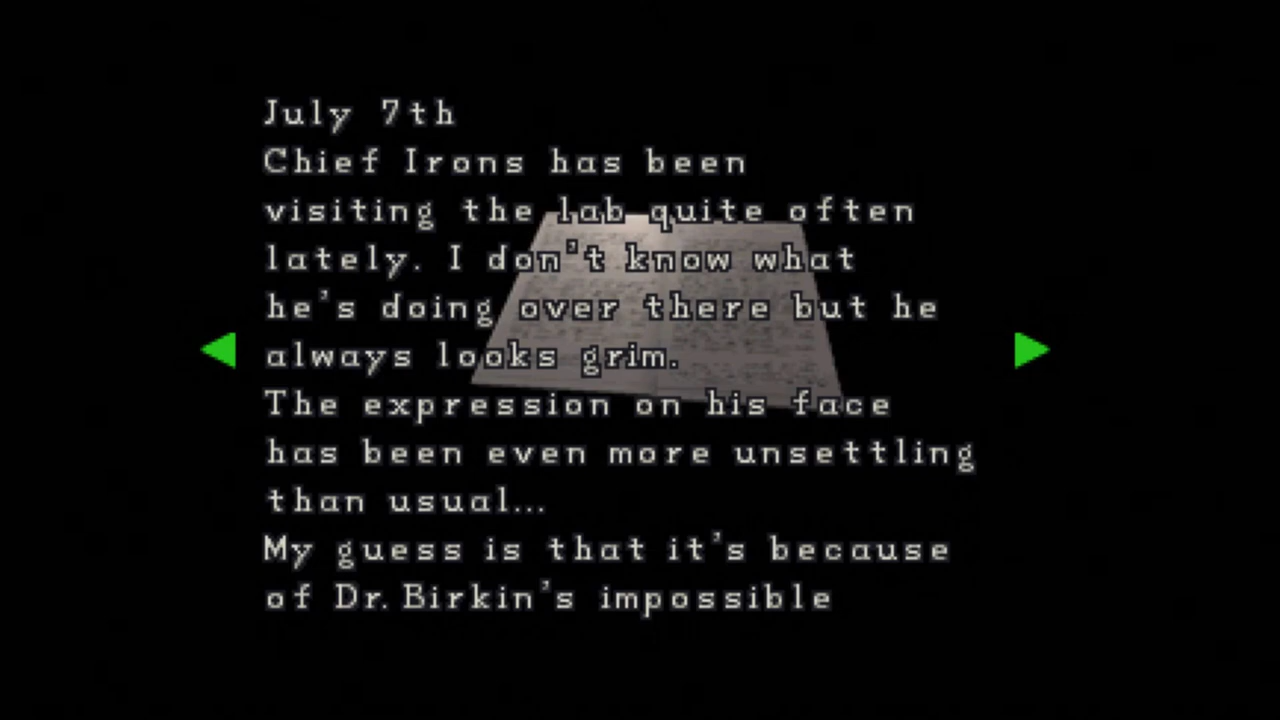 July 7th
Chief Irons has been
visiting the lab quite often
lately. I don't know what
he's doing over there but he
always looks grim.
The expression on his face
has been even more unsettling
than usual...
My guess is that it's because
of Dr. Birkin's impossible